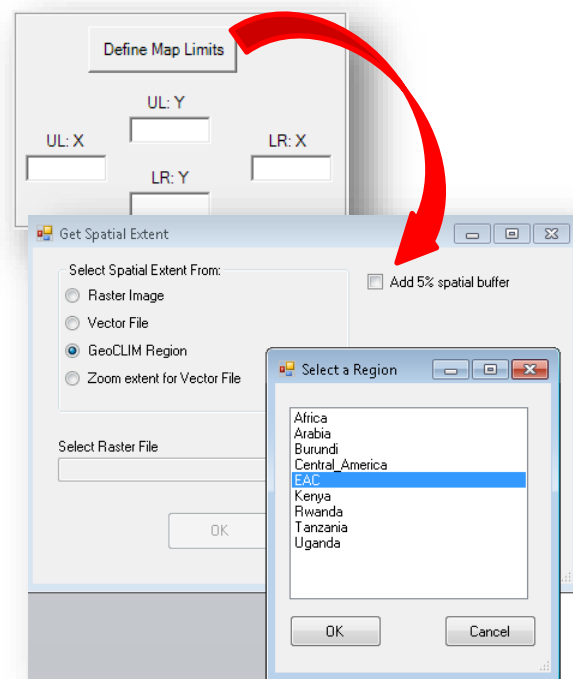 Define Map Limits
UL: Y
UL: X
LR: X
LR: Y
Get Spatial Extent
Select Spatial Extent From:
Raster Image
Vector File
GeoCLIM Region
Zoom extent for Vector File
Add 5% spatial buffer
Select Raster File
OK
Select a Region
Africa
Arabia
Burundi
Central_America
EAC
Kenya
Rwanda
Tanzania
Uganda
OK
Cancel